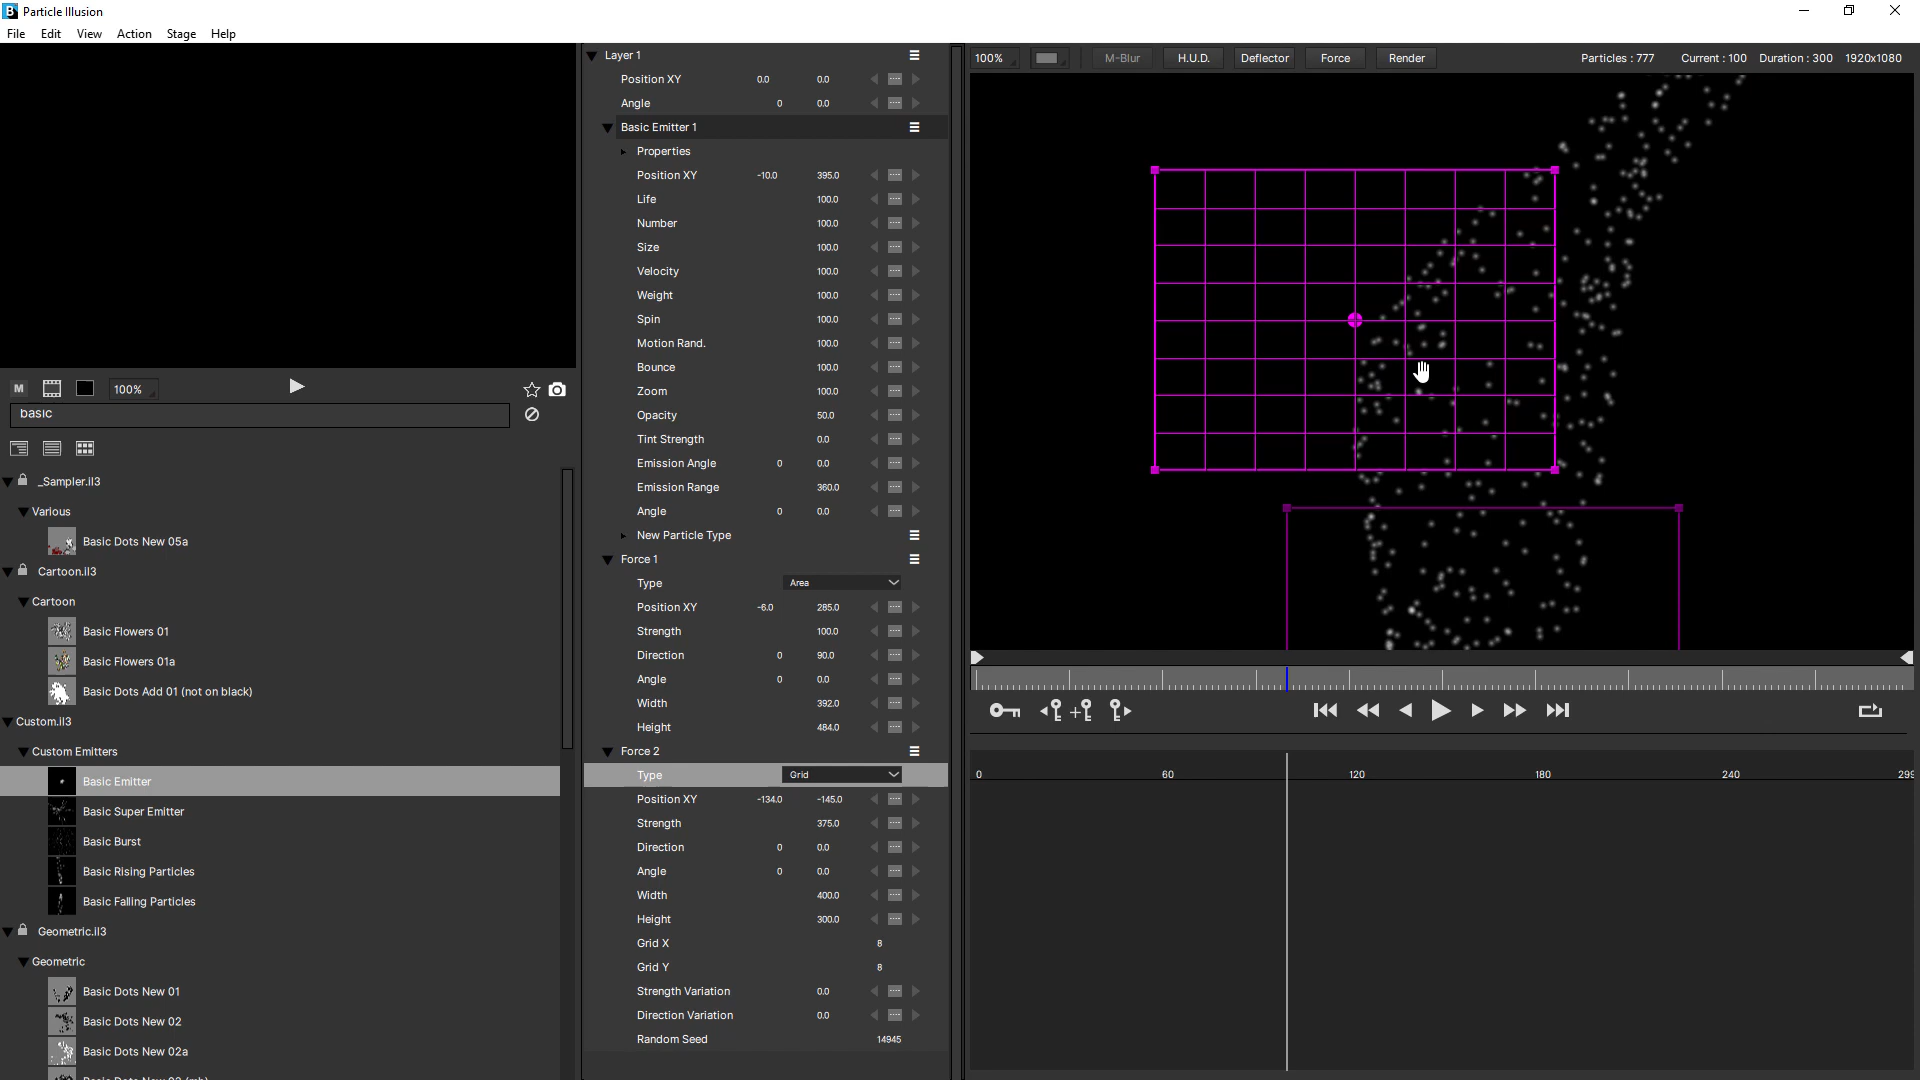 Particle Illusion
File Edit View Action Stage Help
M 100%
basic
_Sampler.il3
Various
Basic Dots New 05a
Cartoon.il3
Cartoon
Basic Flowers 01
Basic Flowers 01a
Basic Dots Add 01 (not on black)
Custom.il3
Custom Emitters
Basic Emitter
Basic Super Emitter
Basic Burst
Basic Rising Particles
Basic Falling Particles
Geometric.il3
Geometric
Basic Dots New 01
Basic Dots New 02
Basic Dots New 02a
Layer 1
Position XY 0.0 0.0
Angle 0 0.0
Basic Emitter 1
Properties
Position XY -10.0 395.0
Life 100.0
Number 100.0
Size 100.0
Velocity 100.0
Weight 100.0
Spin 100.0
Motion Rand. 100.0
Bounce 100.0
Zoom 100.0
Opacity 50.0
Tint Strength 0.0
Emission Angle 0 0.0
Emission Range 360.0
Angle 0 0.0
New Particle Type
Force 1
Type Area
Position XY -6.0 285.0
Strength 100.0
Direction 0 90.0
Angle 0 0.0
Width 392.0
Height 484.0
Force 2
Type Grid
Position XY -134.0 -145.0
Strength 375.0
Direction 0 0.0
Angle 0 0.0
Width 400.0
Height 300.0
Grid X 8
Grid Y 8
Strength Variation 0.0
Direction Variation 0.0
Random Seed 14945
100% M-Blur H.U.D. Deflector Force Render Particles : 777 Current : 100 Duration : 300 1920x1080
0 60 120 180 240 299